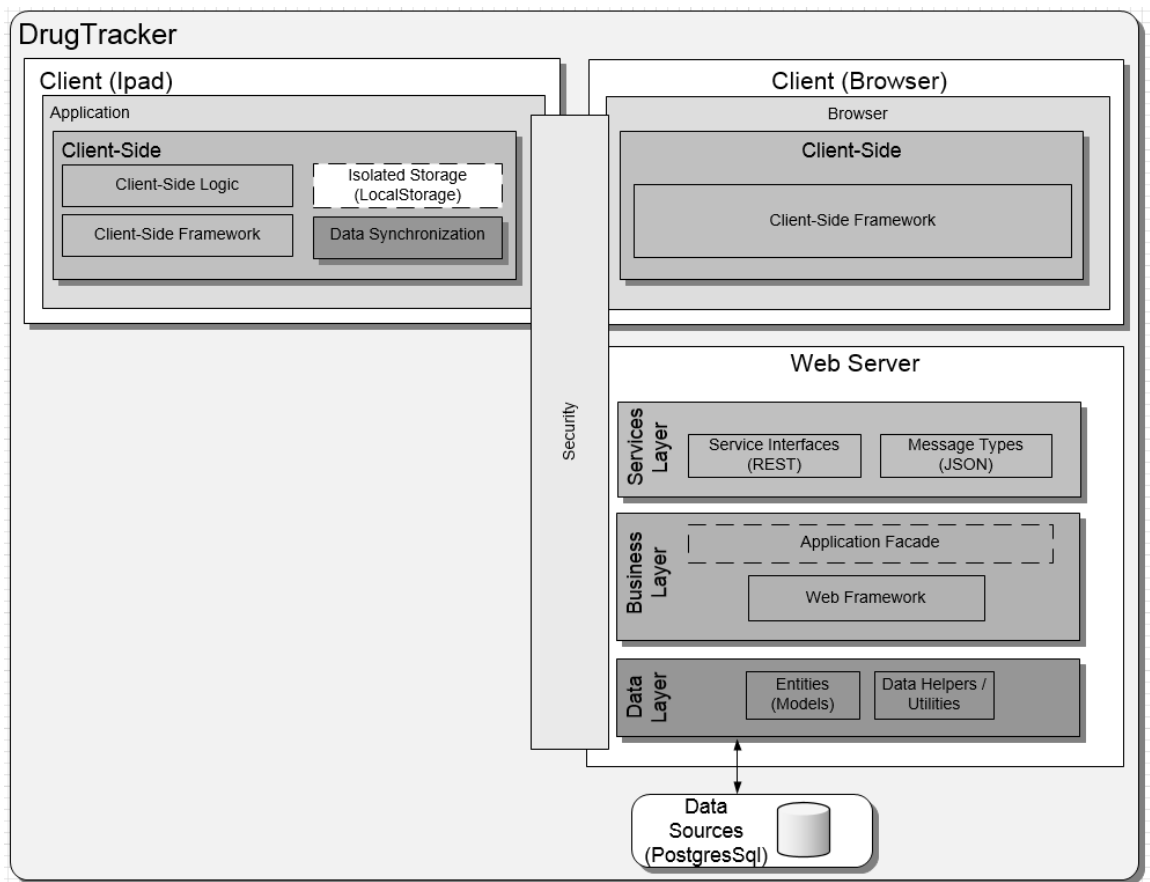 DrugTracker
Client (Ipad)
Application
Client-Side
Client-Side Logic
Isolated Storage
(LocalStorage)
Client-Side Framework
Data Synchronization
Client (Browser)
Browser
Client-Side
Client-Side Framework
Security
Web Server
Services
Layer
Service Interfaces
(REST)
Message Types
(JSON)
Business
Layer
Application Facade
Web Framework
Data
Layer
Entities
(Models)
Data Helpers /
Utilities
Data
Sources
(PostgresSql)